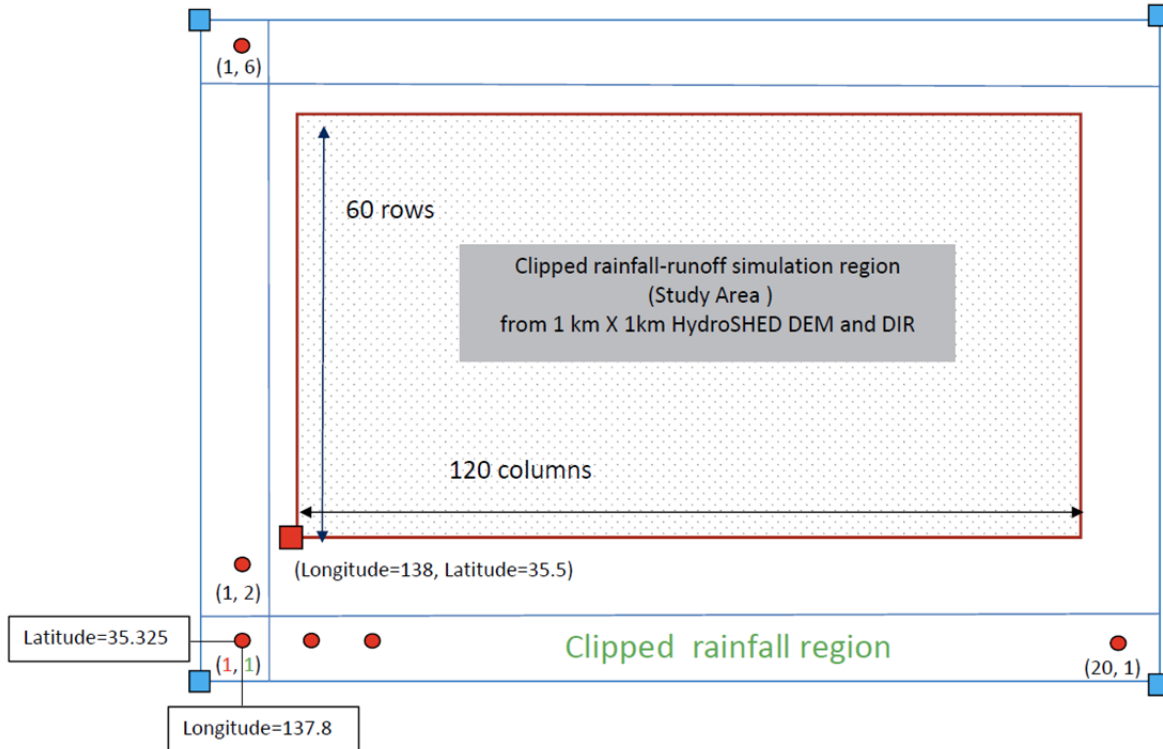 (1, 6)
60 rows
Clipped rainfall-runoff simulation region
(Study Area )
from 1 km X 1km HydroSHED DEM and DIR
120 columns
(Longitude=138, Latitude=35.5)
(1, 2)
Latitude=35.325
Clipped rainfall region
(1, 1)
(20, 1)
Longitude=137.8